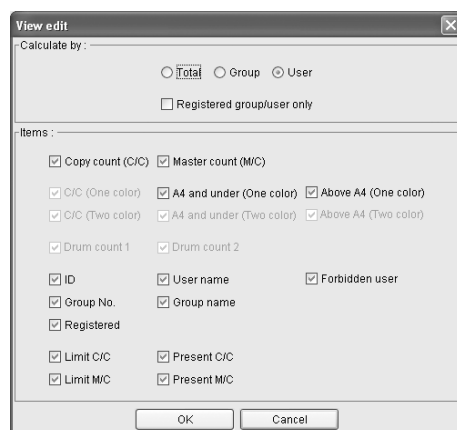 View edit
Calculate by :
Total Group User
Registered group/user only
Items :
Copy count (C/C) Master count (M/C)
C/C (One color) A4 and under (One color) Above A4 (One color)
C/C (Two color) A4 and under (Two color) Above A4 (Two color)
Drum count 1 Drum count 2
ID User name Forbidden user
Group No. Group name
Registered
Limit C/C Present C/C
Limit M/C Present M/C
OK Cancel